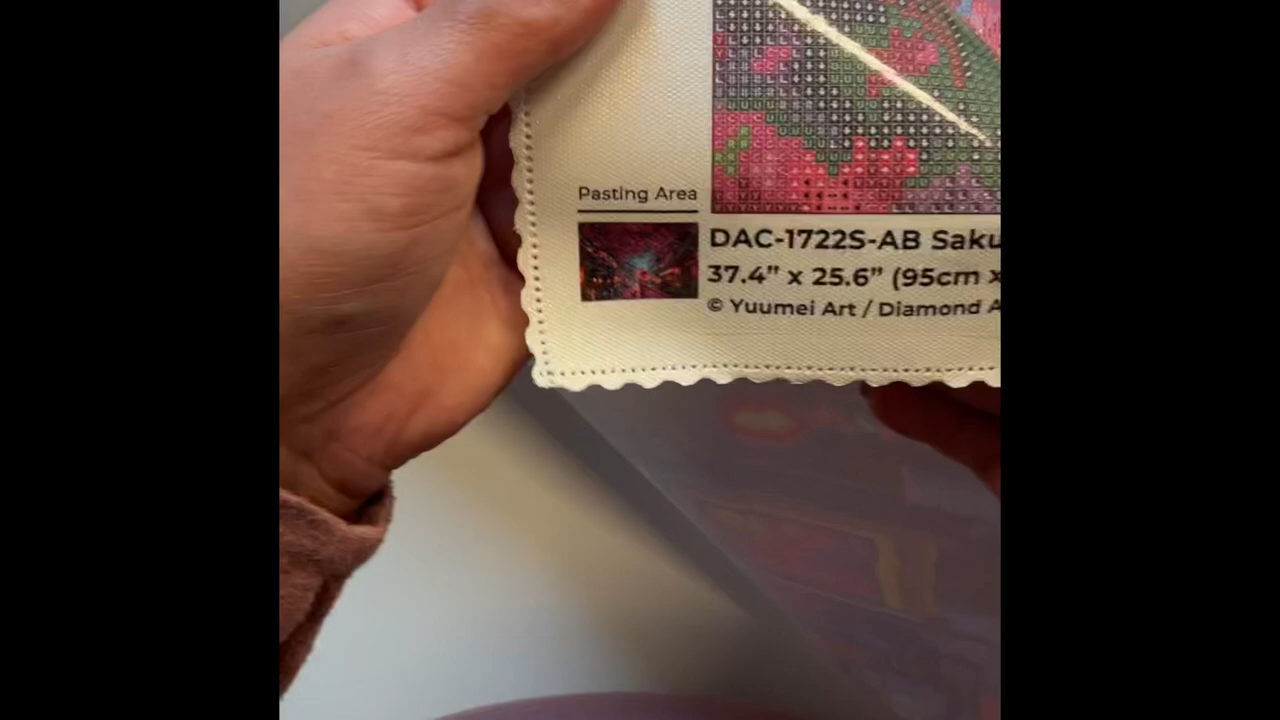 Pasting Area
DAC-1722S-AB Saku
37.4” x 25.6” (95cm x
© Yuumei Art / Diamond A